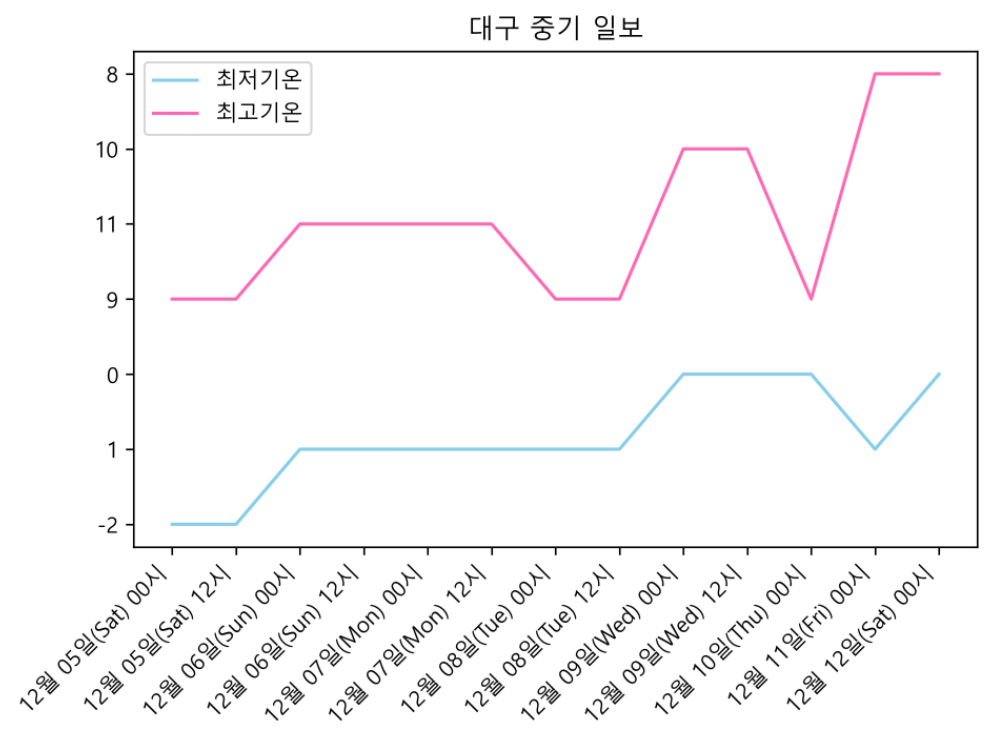 대구 중기 일보
최저기온
최고기온
8
10
11
9
0
1
-2
12월 05일(Sat) 00시
12월 05일(Sat) 12시
12월 06일(Sun) 00시
12월 06일(Sun) 12시
12월 07일(Mon) 00시
12월 07일(Mon) 12시
12월 08일(Tue) 00시
12월 08일(Tue) 12시
12월 09일(Wed) 00시
12월 09일(Wed) 12시
12월 10일(Thu) 00시
12월 11일(Fri) 00시
12월 12일(Sat) 00시